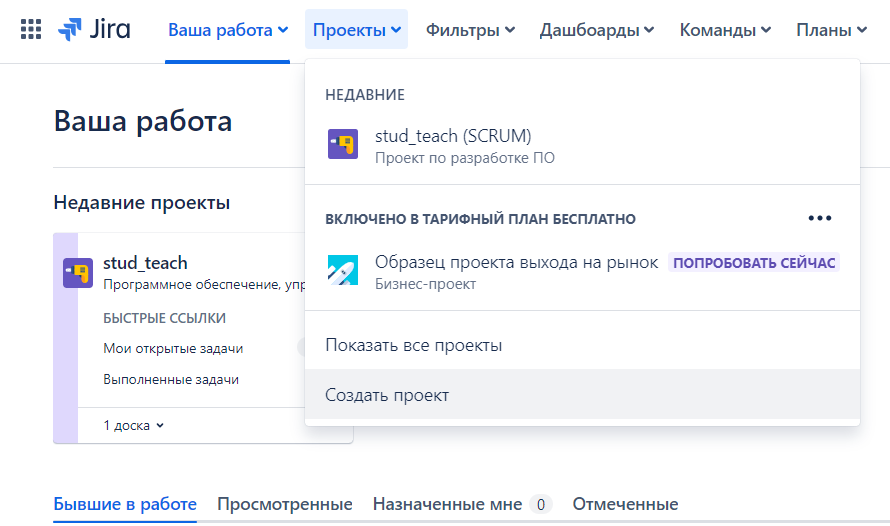 Jira Ваша работа Проекты Фильтры Дашборды Команды Планы
Ваша работа
Недавние проекты
stud_teach
Программное обеспечение, упр
БЫСТРЫЕ ССЫЛКИ
Мои открытые задачи
Выполненные задачи
1 доска
НЕДАВНИЕ
stud_teach (SCRUM)
Проект по разработке ПО
ВКЛЮЧЕНО В ТАРИФНЫЙ ПЛАН БЕСПЛАТНО
Образец проекта выхода на рынок ПОПРОБОВАТЬ СЕЙЧАС
Бизнес-проект
Показать все проекты
Создать проект
Бывшие в работе Просмотренные Назначенные мне 0 Отмеченные